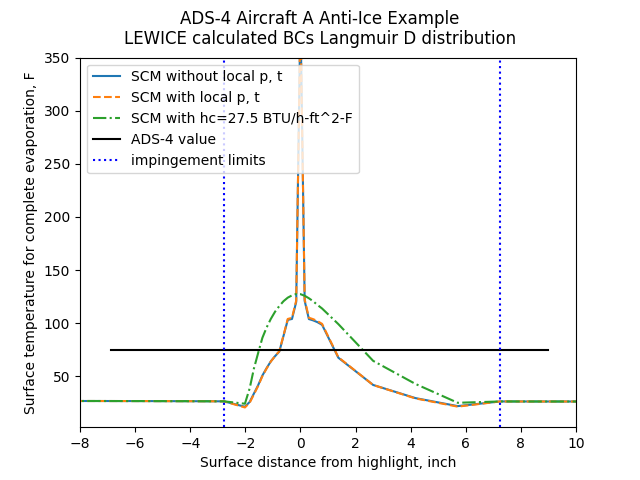 ADS-4 Aircraft A Anti-Ice Example
LEWICE calculated BCs Langmuir D distribution
SCM without local p, t
SCM with local p, t
SCM with hc=27.5 BTU/h-ft^2-F
ADS-4 value
impingement limits
Surface temperature for complete evaporation, F
350
300
250
200
150
100
50
−8
−6
−4
−2
0
2
4
6
8
10
Surface distance from highlight, inch